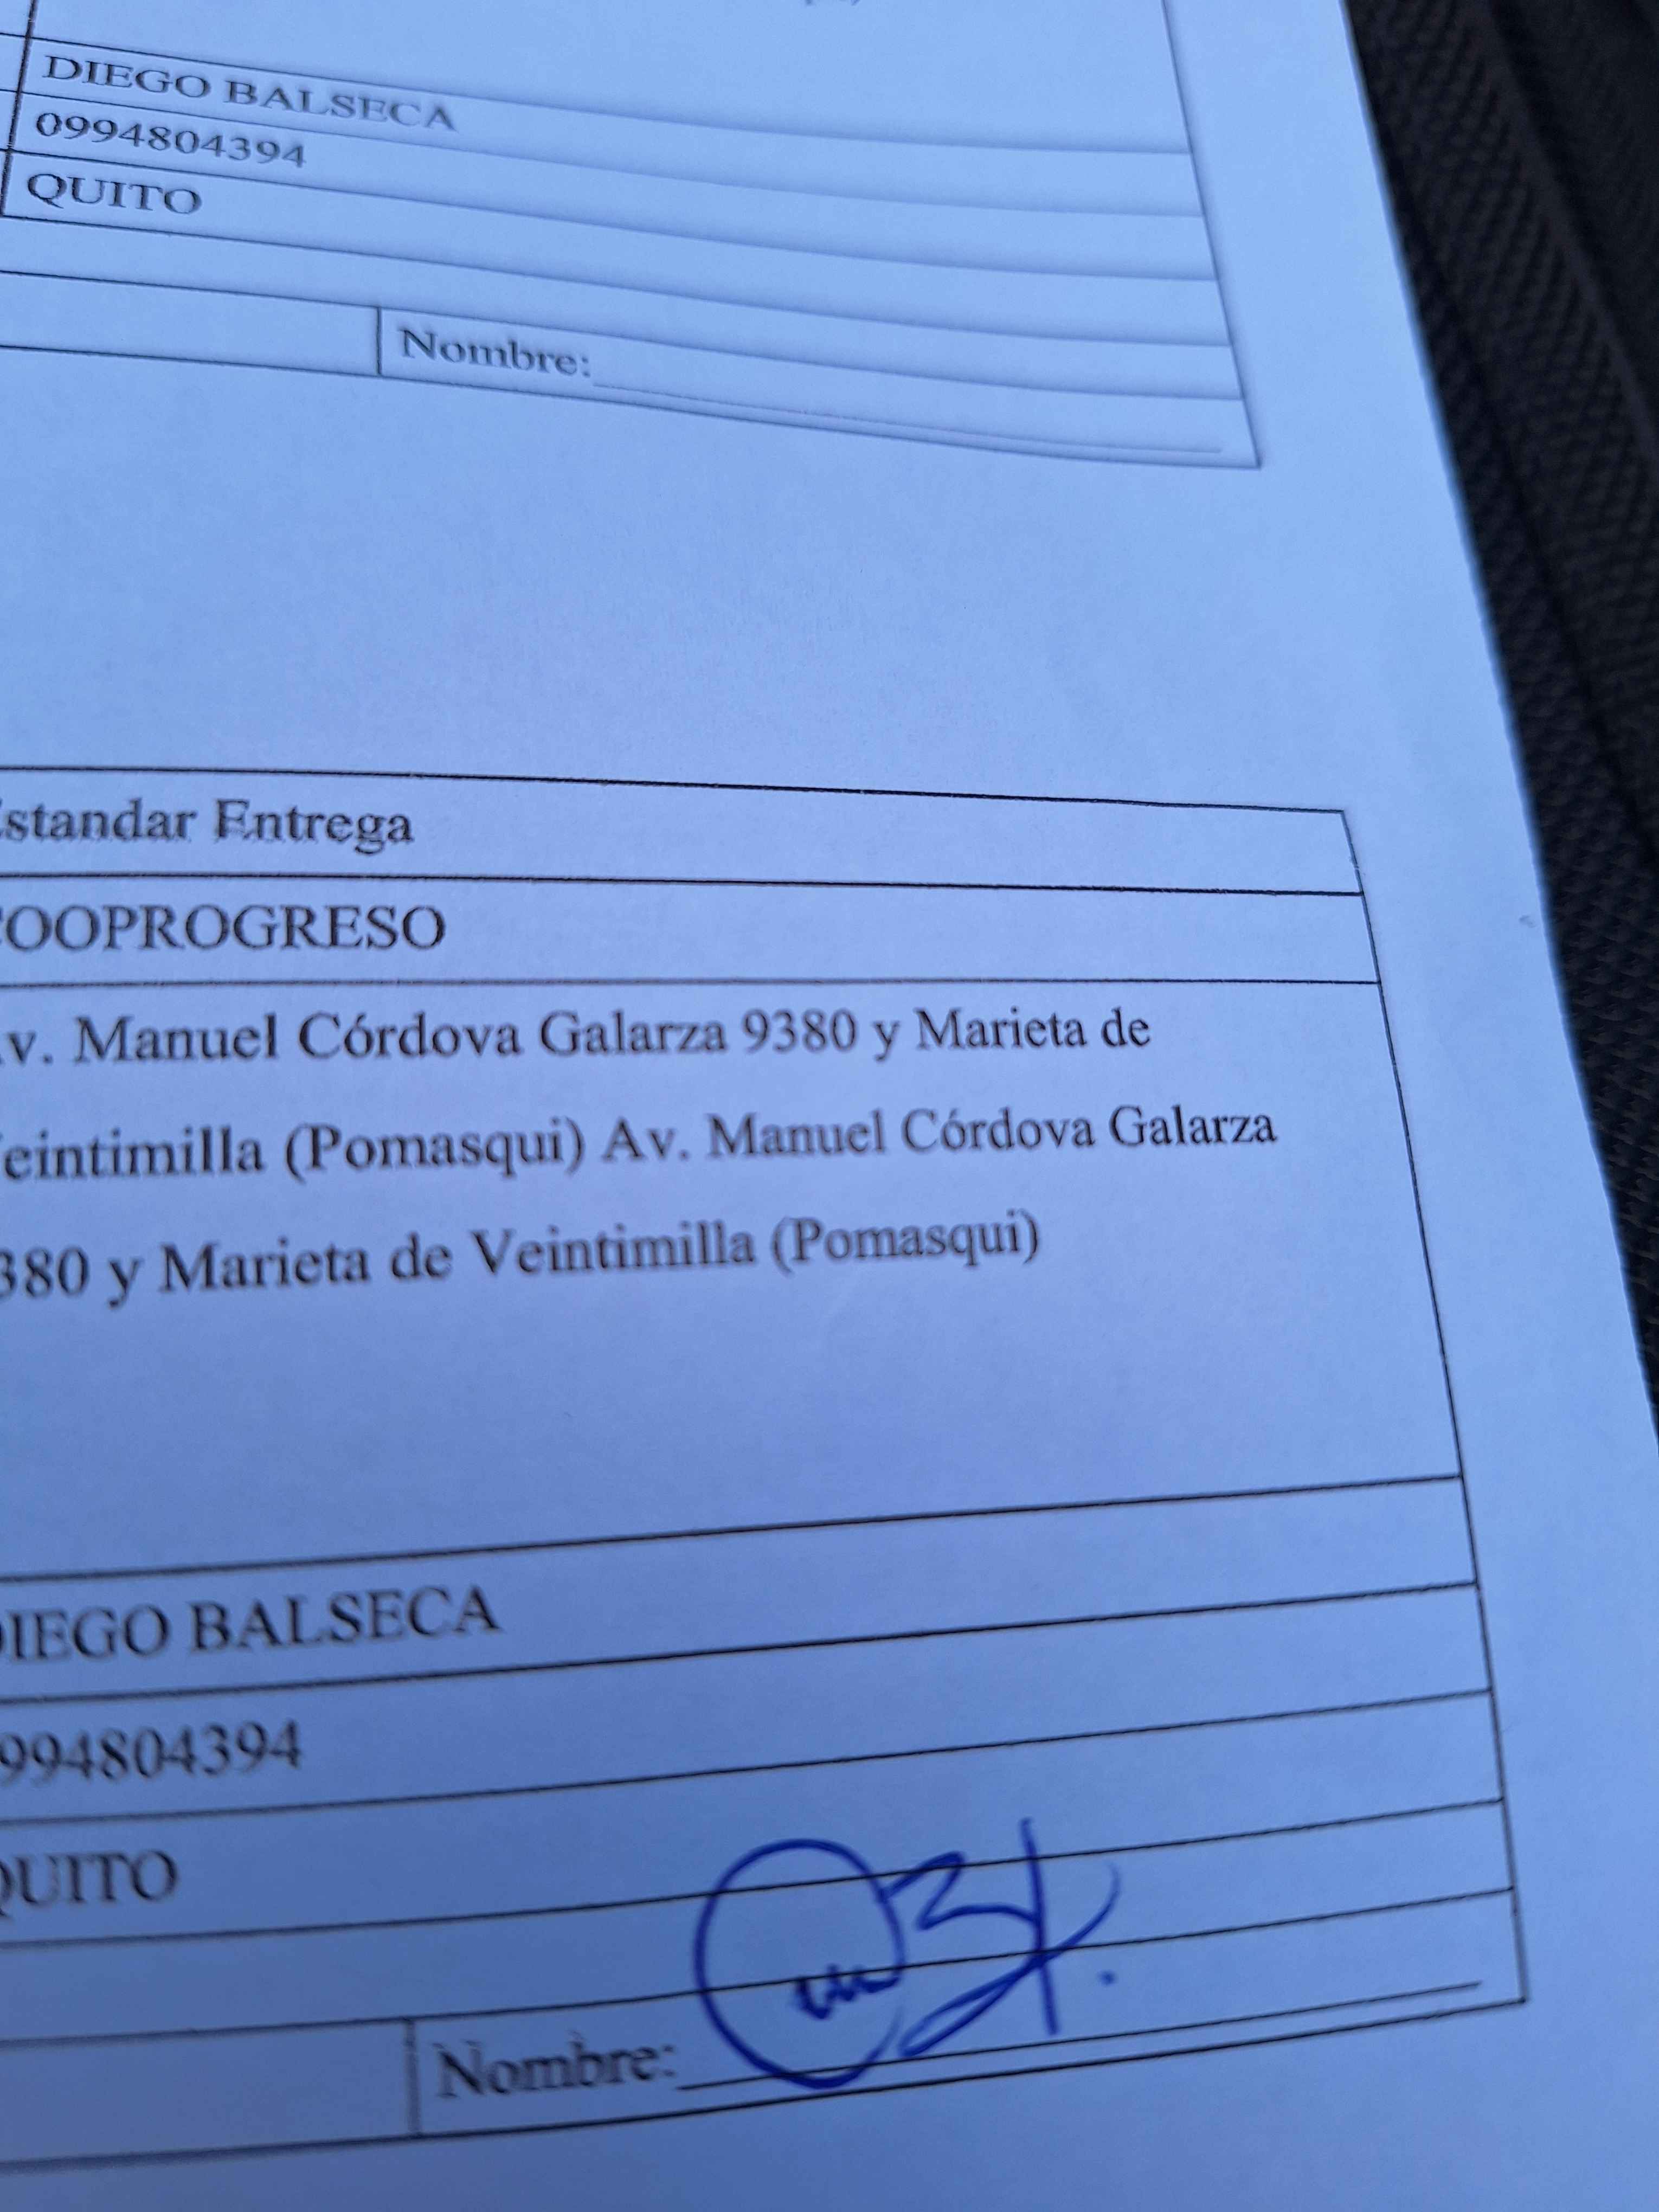 DIEGO BALSECA
0994804394
QUITO
Nombre:
standar Entrega
OOPROGRESO
v. Manuel Córdova Galarza 9380 y Marieta de
eintimilla (Pomasqui) Av. Manuel Córdova Galarza
380 y Marieta de Veintimilla (Pomasqui)
IEGO BALSECA
994804394
UITO
Nombre: